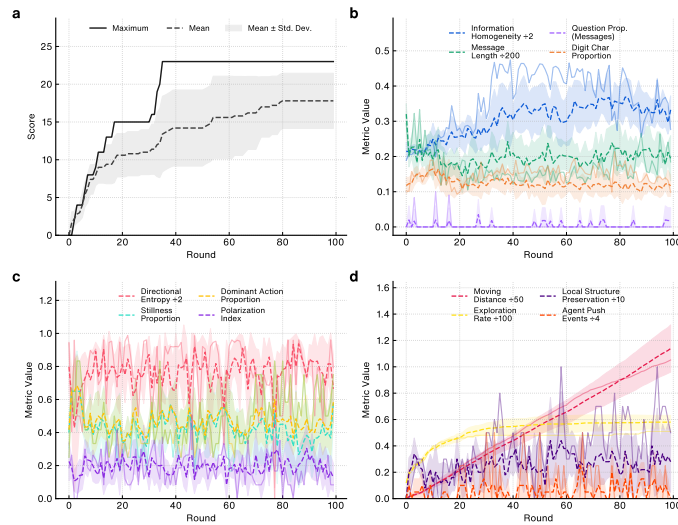 a
Maximum
Mean
Mean ± Std. Dev.
25
20
15
10
5
0
Score
0
20
40
60
80
100
Round
b
Information
Homogeneity ÷2
Message
Length ÷200
Question Prop.
(Messages)
Digit Char
Proportion
0.5
0.4
0.3
0.2
0.1
0.0
Metric Value
0
20
40
60
80
100
Round
c
Directional
Entropy ÷2
Stillness
Proportion
Dominant Action
Proportion
Polarization
Index
1.2
1.0
0.8
0.6
0.4
0.2
0.0
Metric Value
0
20
40
60
80
100
Round
d
Moving
Distance ÷50
Exploration
Rate ÷100
Local Structure
Preservation ÷10
Agent Push
Events ÷4
1.6
1.4
1.2
1.0
0.8
0.6
0.4
0.2
0.0
Metric Value
0
20
40
60
80
100
Round